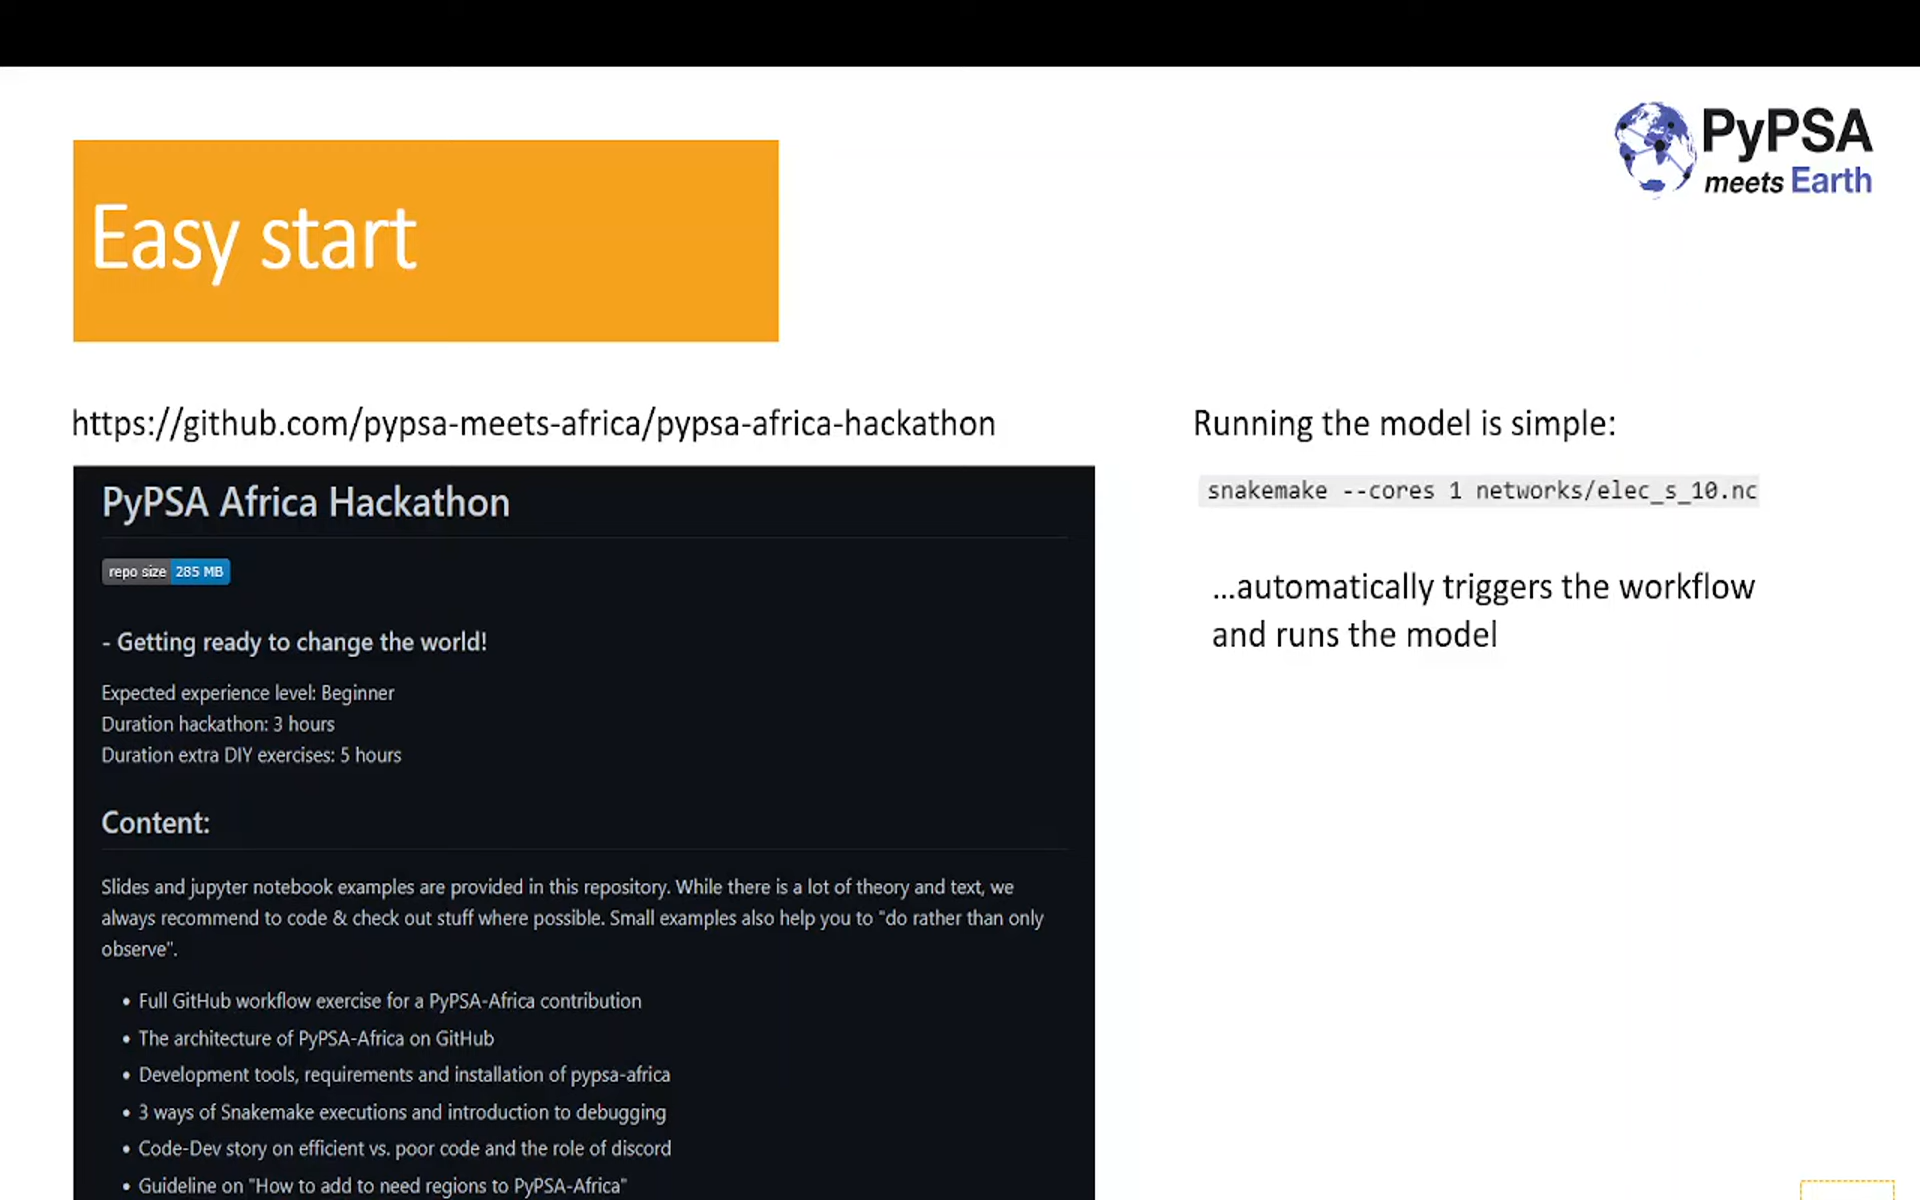 PyPSA
meets Earth
Easy start
https://github.com/pypsa-meets-africa/pypsa-africa-hackathon
PyPSA Africa Hackathon
repo size 285 MB
- Getting ready to change the world!
Expected experience level: Beginner
Duration hackathon: 3 hours
Duration extra DIY exercises: 5 hours
Content:
Slides and jupyter notebook examples are provided in this repository. While there is a lot of theory and text, we
always recommend to code & check out stuff where possible. Small examples also help you to "do rather than only
observe".
• Full GitHub workflow exercise for a PyPSA-Africa contribution
• The architecture of PyPSA-Africa on GitHub
• Development tools, requirements and installation of pypsa-africa
• 3 ways of Snakemake executions and introduction to debugging
• Code-Dev story on efficient vs. poor code and the role of discord
• Guideline on "How to add to need regions to PyPSA-Africa"
Running the model is simple:
snakemake --cores 1 networks/elec_s_10.nc
...automatically triggers the workflow
and runs the model